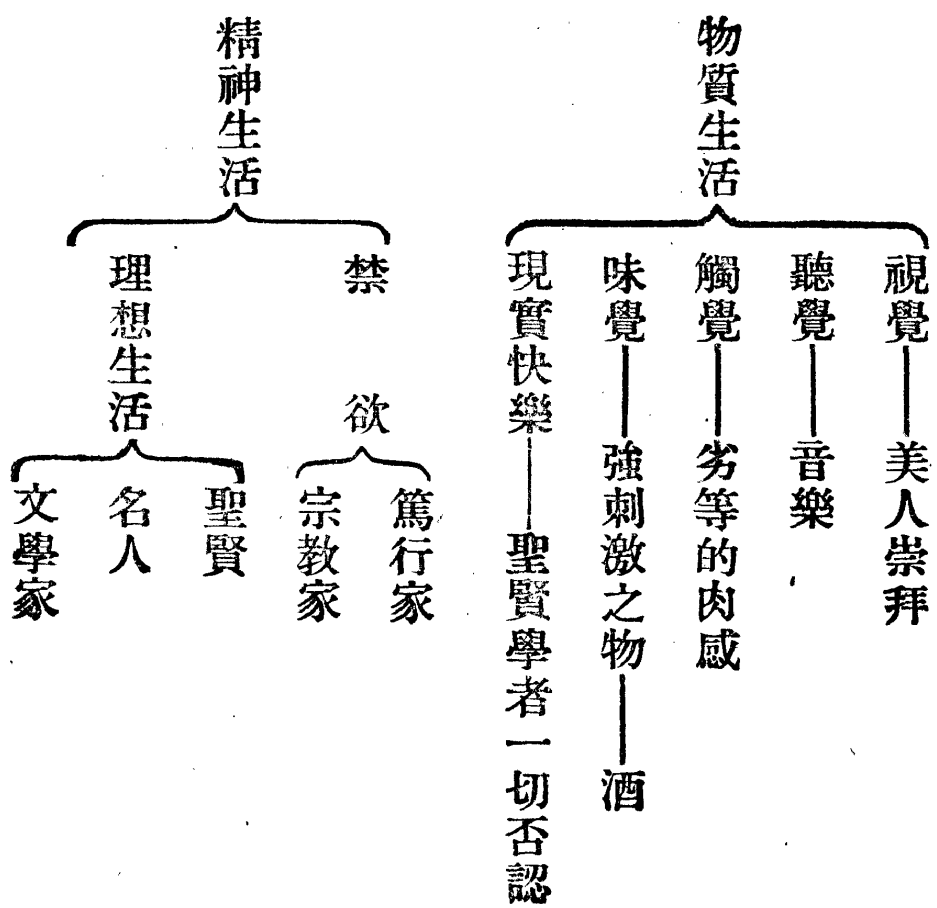 物質生活
視覺——美人崇拜
聽覺——音樂
觸覺——劣等的肉感
味覺——強刺激之物——酒
現實快樂——聖賢學者一切否認
精神生活
禁欲
篤行家
宗教家
理想生活
聖賢
名人
文學家